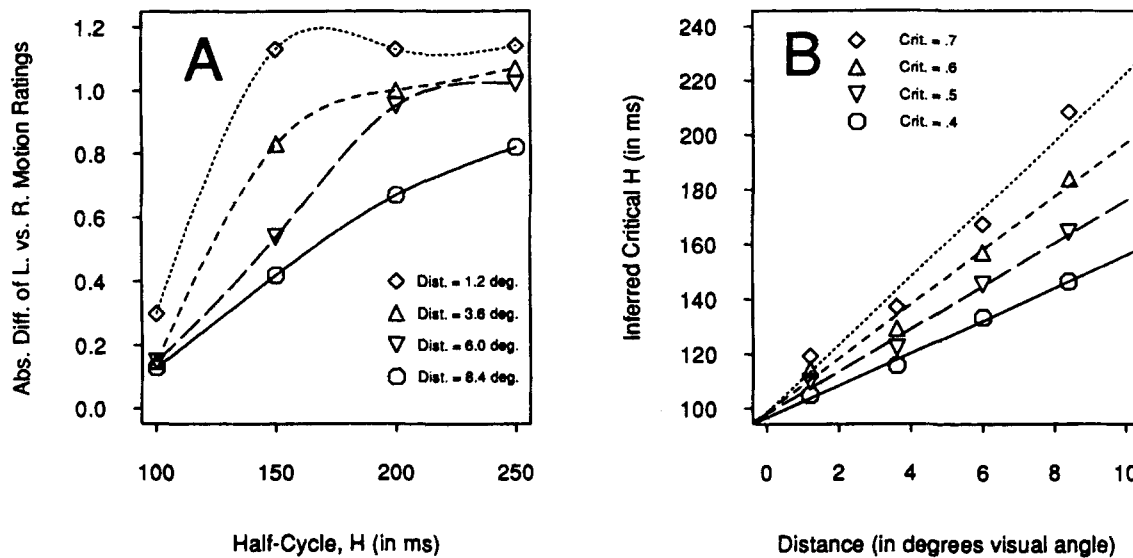 A
Abs. Diff. of L. vs. R. Motion Ratings
1.2
1.0
0.8
0.6
0.4
0.2
0.0
Dist. = 1.2 deg.
Dist. = 3.6 deg.
Dist. = 6.0 deg.
Dist. = 8.4 deg.
100 150 200 250
Half-Cycle, H (in ms)
B
Inferred Critical H (in ms)
240
220
200
180
160
140
120
100
Crit. = .7
Crit. = .6
Crit. = .5
Crit. = .4
0 2 4 6 8 10
Distance (in degrees visual angle)